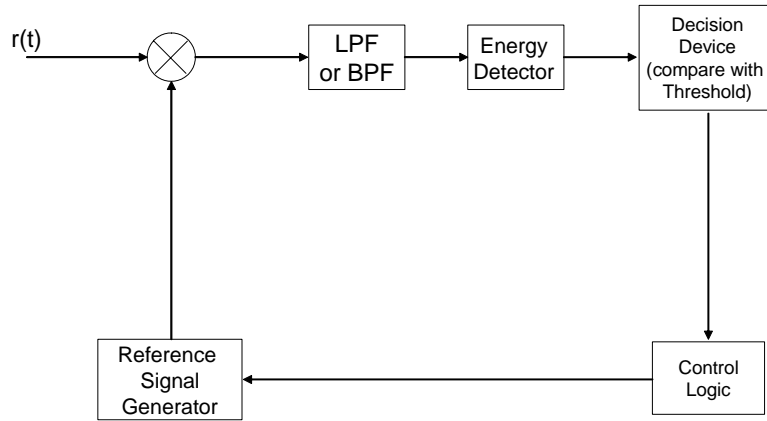 r(t)
LPF
or BPF
Energy
Detector
Decision
Device
(compare with
Threshold)
Reference
Signal
Generator
Control
Logic